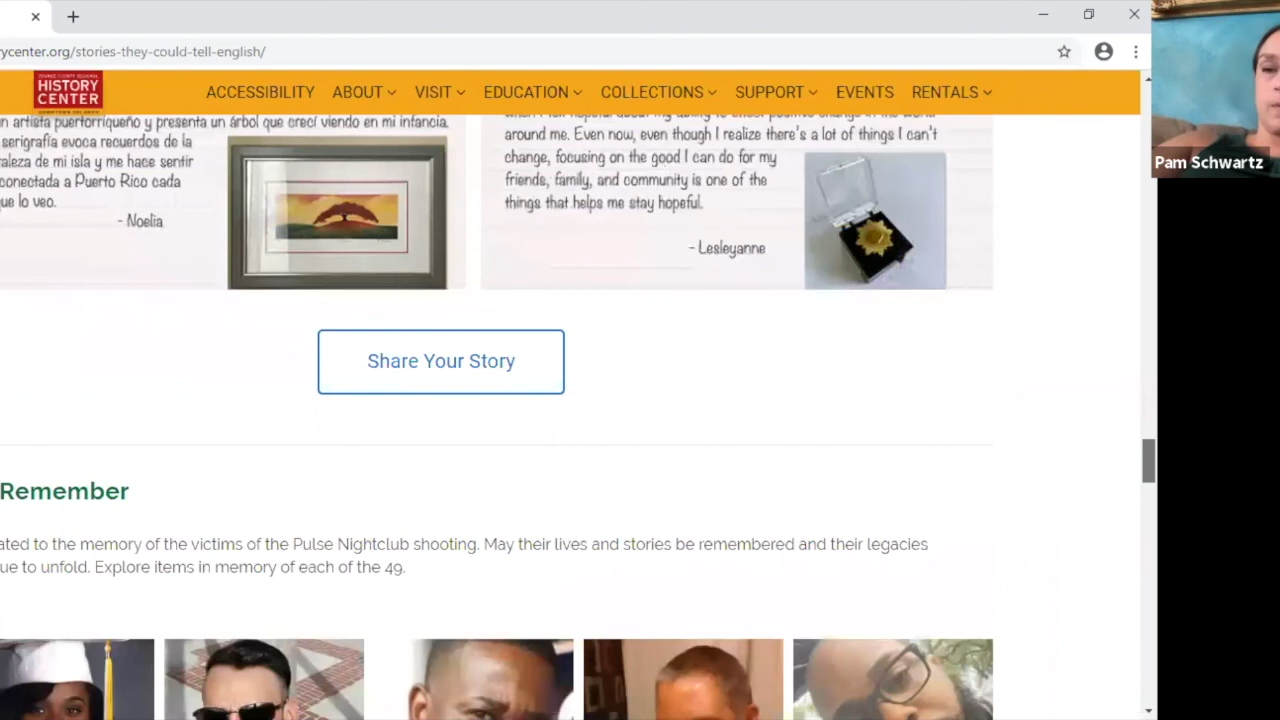 ycenter.org/stories-they-could-tell-english/
HISTORY
CENTER
ACCESSIBILITY ABOUT VISIT EDUCATION COLLECTIONS SUPPORT EVENTS RENTALS
n artista puertorriqueño y presenta un árbol que crecí viendo en mi infancia.
serigrafía evoca recuerdos de la
raleza de mi isla y me hace sentir
conectada a Puerto Rico cada
que lo veo.
- Noelia
around me. Even now, even though I realize there's a lot of things I can't
change, focusing on the good I can do for my
friends, family, and community is one of the
things that helps me stay hopeful.
- Lesleyanne
Share Your Story
Remember
ated to the memory of the victims of the Pulse Nightclub shooting. May their lives and stories be remembered and their legacies
ue to unfold. Explore items in memory of each of the 49.
Pam Schwartz